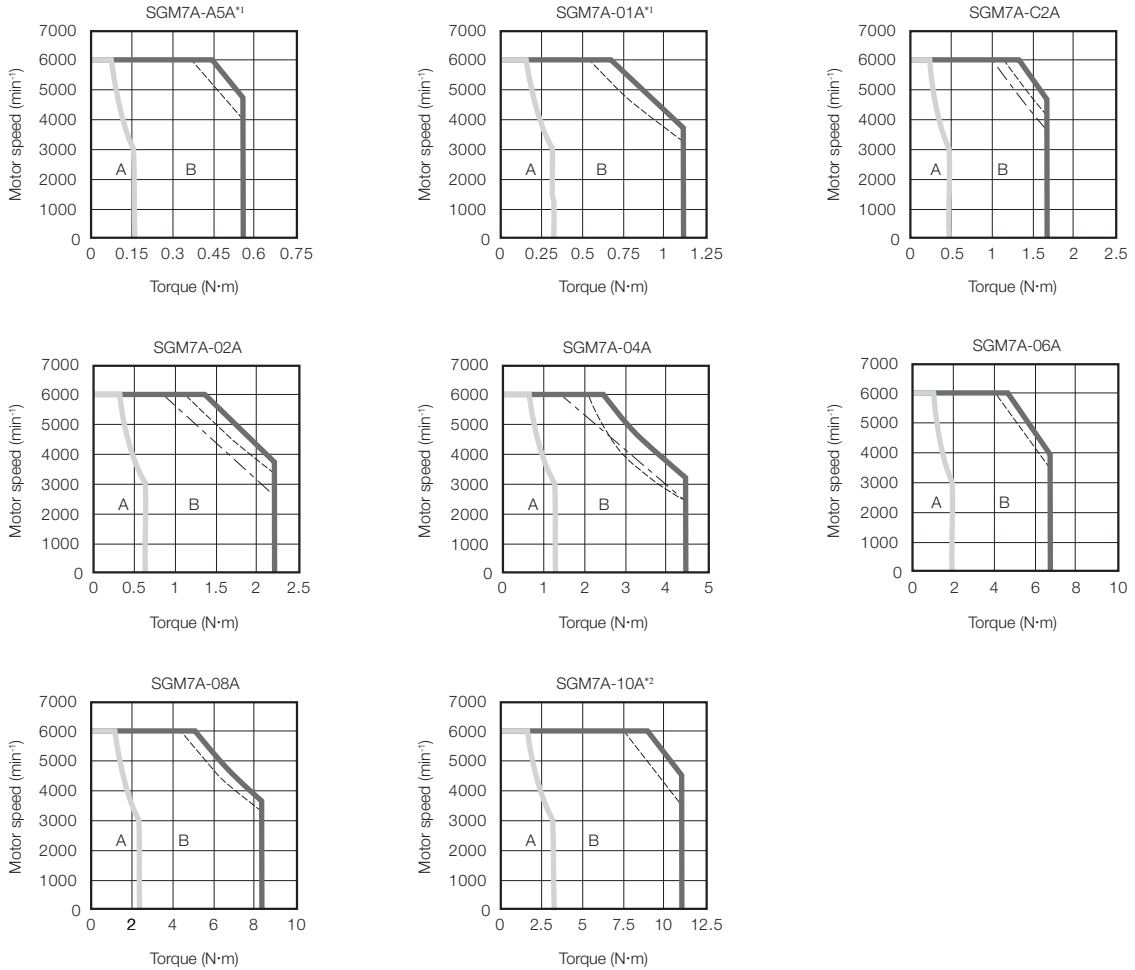 SGM7A-A5A*1
Motor speed (min-1)
7000
6000
5000
4000
3000
2000
1000
0
A
B
0 0.15 0.3 0.45 0.6 0.75
Torque (N•m)
SGM7A-01A*1
Motor speed (min-1)
7000
6000
5000
4000
3000
2000
1000
0
A
B
0 0.25 0.5 0.75 1 1.25
Torque (N•m)
SGM7A-C2A
Motor speed (min-1)
7000
6000
5000
4000
3000
2000
1000
0
A
B
0 0.5 1 1.5 2 2.5
Torque (N•m)
SGM7A-02A
Motor speed (min-1)
7000
6000
5000
4000
3000
2000
1000
0
A
B
0 0.5 1 1.5 2 2.5
Torque (N•m)
SGM7A-04A
Motor speed (min-1)
7000
6000
5000
4000
3000
2000
1000
0
A
B
0 1 2 3 4 5
Torque (N•m)
SGM7A-06A
Motor speed (min-1)
7000
6000
5000
4000
3000
2000
1000
0
A
B
0 2 4 6 8 10
Torque (N•m)
SGM7A-08A
Motor speed (min-1)
7000
6000
5000
4000
3000
2000
1000
0
A
B
0 2 4 6 8 10
Torque (N•m)
SGM7A-10A*2
Motor speed (min-1)
7000
6000
5000
4000
3000
2000
1000
0
A
B
0 2.5 5 7.5 10 12.5
Torque (N•m)